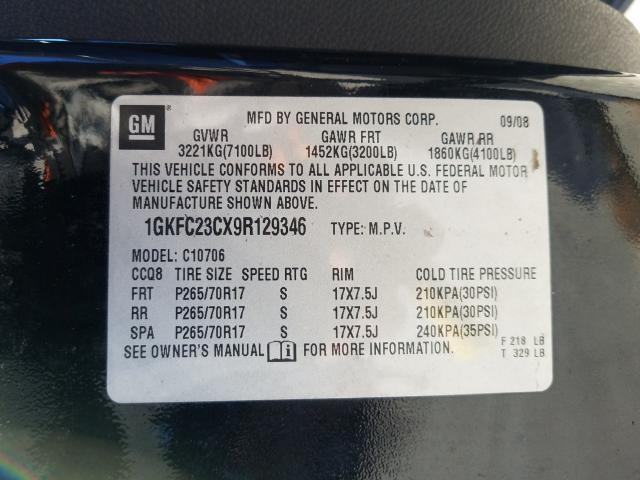 GM ® MFD BY GENERAL MOTORS CORP. 09/08
GVWR GAWR FRT GAWR RR
3221KG(7100LB) 1452KG(3200LB) 1860KG(4100LB)
THIS VEHICLE CONFORMS TO ALL APPLICABLE U.S. FEDERAL MOTOR
VEHICLE SAFETY STANDARDS IN EFFECT ON THE DATE OF
MANUFACTURE SHOWN ABOVE.
1GKFC23CX9R129346 TYPE: M.P.V.
MODEL: C10706
CCQ8 TIRE SIZE SPEED RTG RIM COLD TIRE PRESSURE
FRT P265/70R17 S 17X7.5J 210KPA(30PSI)
RR P265/70R17 S 17X7.5J 210KPA(30PSI)
SPA P265/70R17 S 17X7.5J 240KPA(35PSI)
SEE OWNER'S MANUAL i FOR MORE INFORMATION.
F 218 LB
T 329 LB